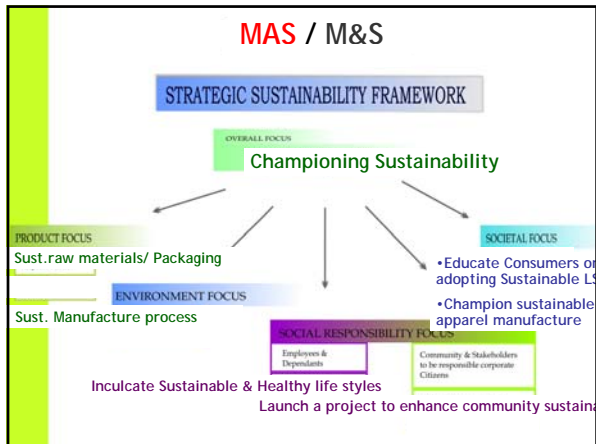 MAS / M&S
STRATEGIC SUSTAINABILITY FRAMEWORK
OVERALL FOCUS
Championing Sustainability
PRODUCT FOCUS
Sust.raw materials/ Packaging
Sust. Manufacture process
ENVIRONMENT FOCUS
SOCIAL RESPONSIBILITY FOCUS
Employees &
Dependants
Community & Stakeholders
to be responsible corporate
Citizens
Inculcate Sustainable & Healthy life styles
Launch a project to enhance community sustaina
SOCIETAL FOCUS
•Educate Consumers on
adopting Sustainable LS
•Champion sustainable
apparel manufacture